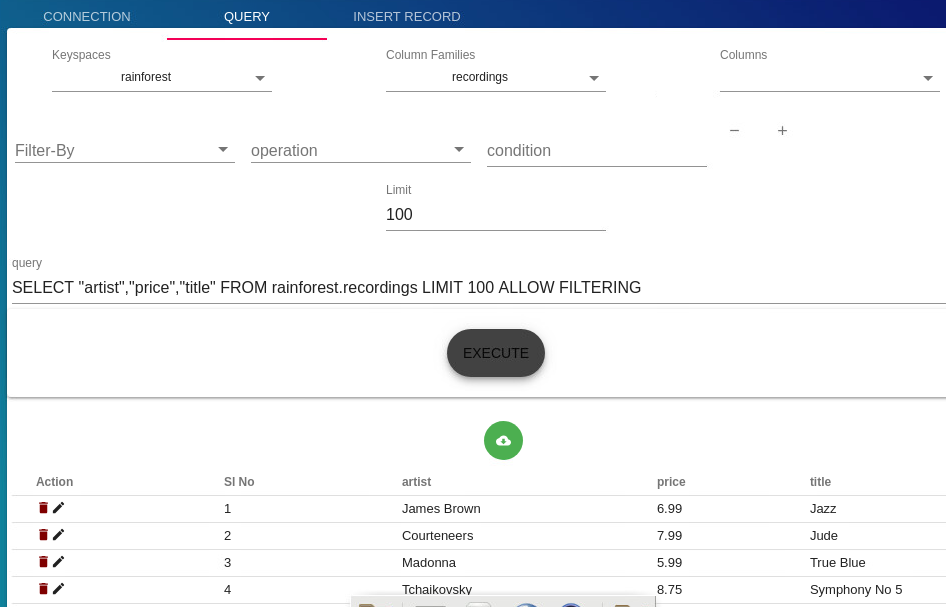 CONNECTION QUERY INSERT RECORD
Keyspaces Column Families Columns
rainforest recordings
− +
Filter-By operation condition
Limit
100
query
SELECT "artist","price","title" FROM rainforest.recordings LIMIT 100 ALLOW FILTERING
EXECUTE
Action Sl No artist price title
1 James Brown 6.99 Jazz
2 Courteneers 7.99 Jude
3 Madonna 5.99 True Blue
4 Tchaikovsky 8.75 Symphony No 5